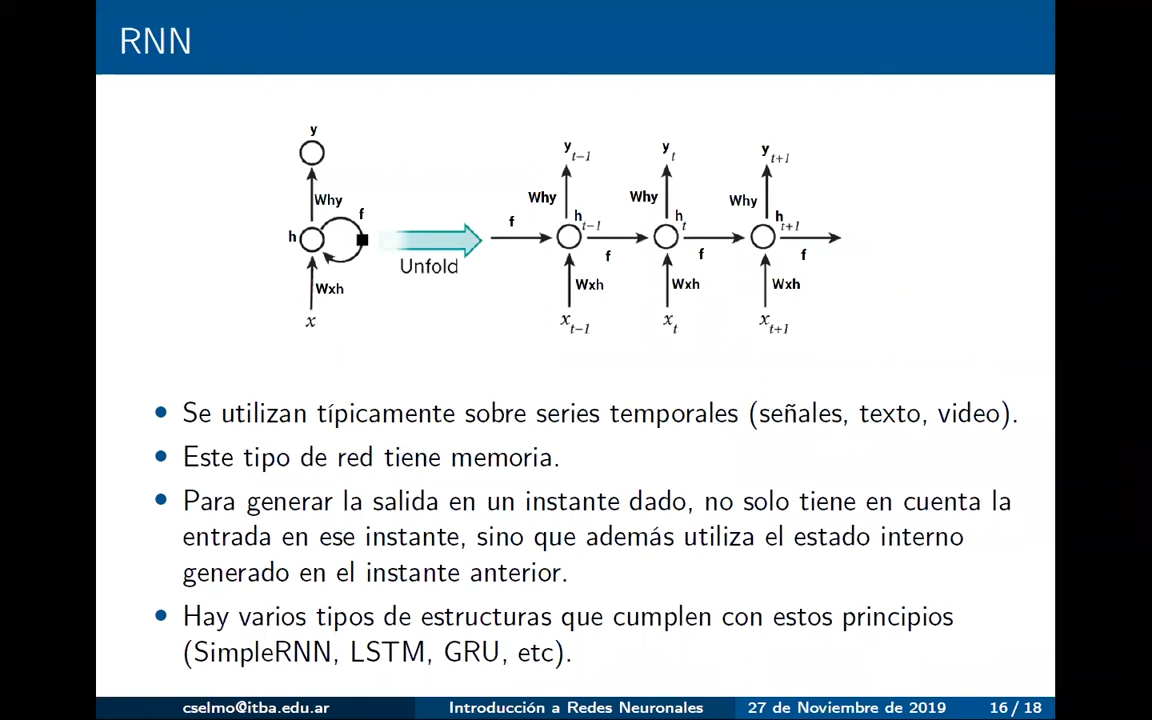 RNN
y
Why
f
h
Wxh
x
Unfold
y t−1
y t
y t+1
Why
Why
Why
f
h t−1
h t
h t+1
f
f
f
Wxh
Wxh
Wxh
x t−1
x t
x t+1
• Se utilizan típicamente sobre series temporales (señales, texto, video).
• Este tipo de red tiene memoria.
• Para generar la salida en un instante dado, no solo tiene en cuenta la
entrada en ese instante, sino que además utiliza el estado interno
generado en el instante anterior.
• Hay varios tipos de estructuras que cumplen con estos principios
(SimpleRNN, LSTM, GRU, etc).
cselmo@itba.edu.ar Introducción a Redes Neuronales 27 de Noviembre de 2019 16 / 18